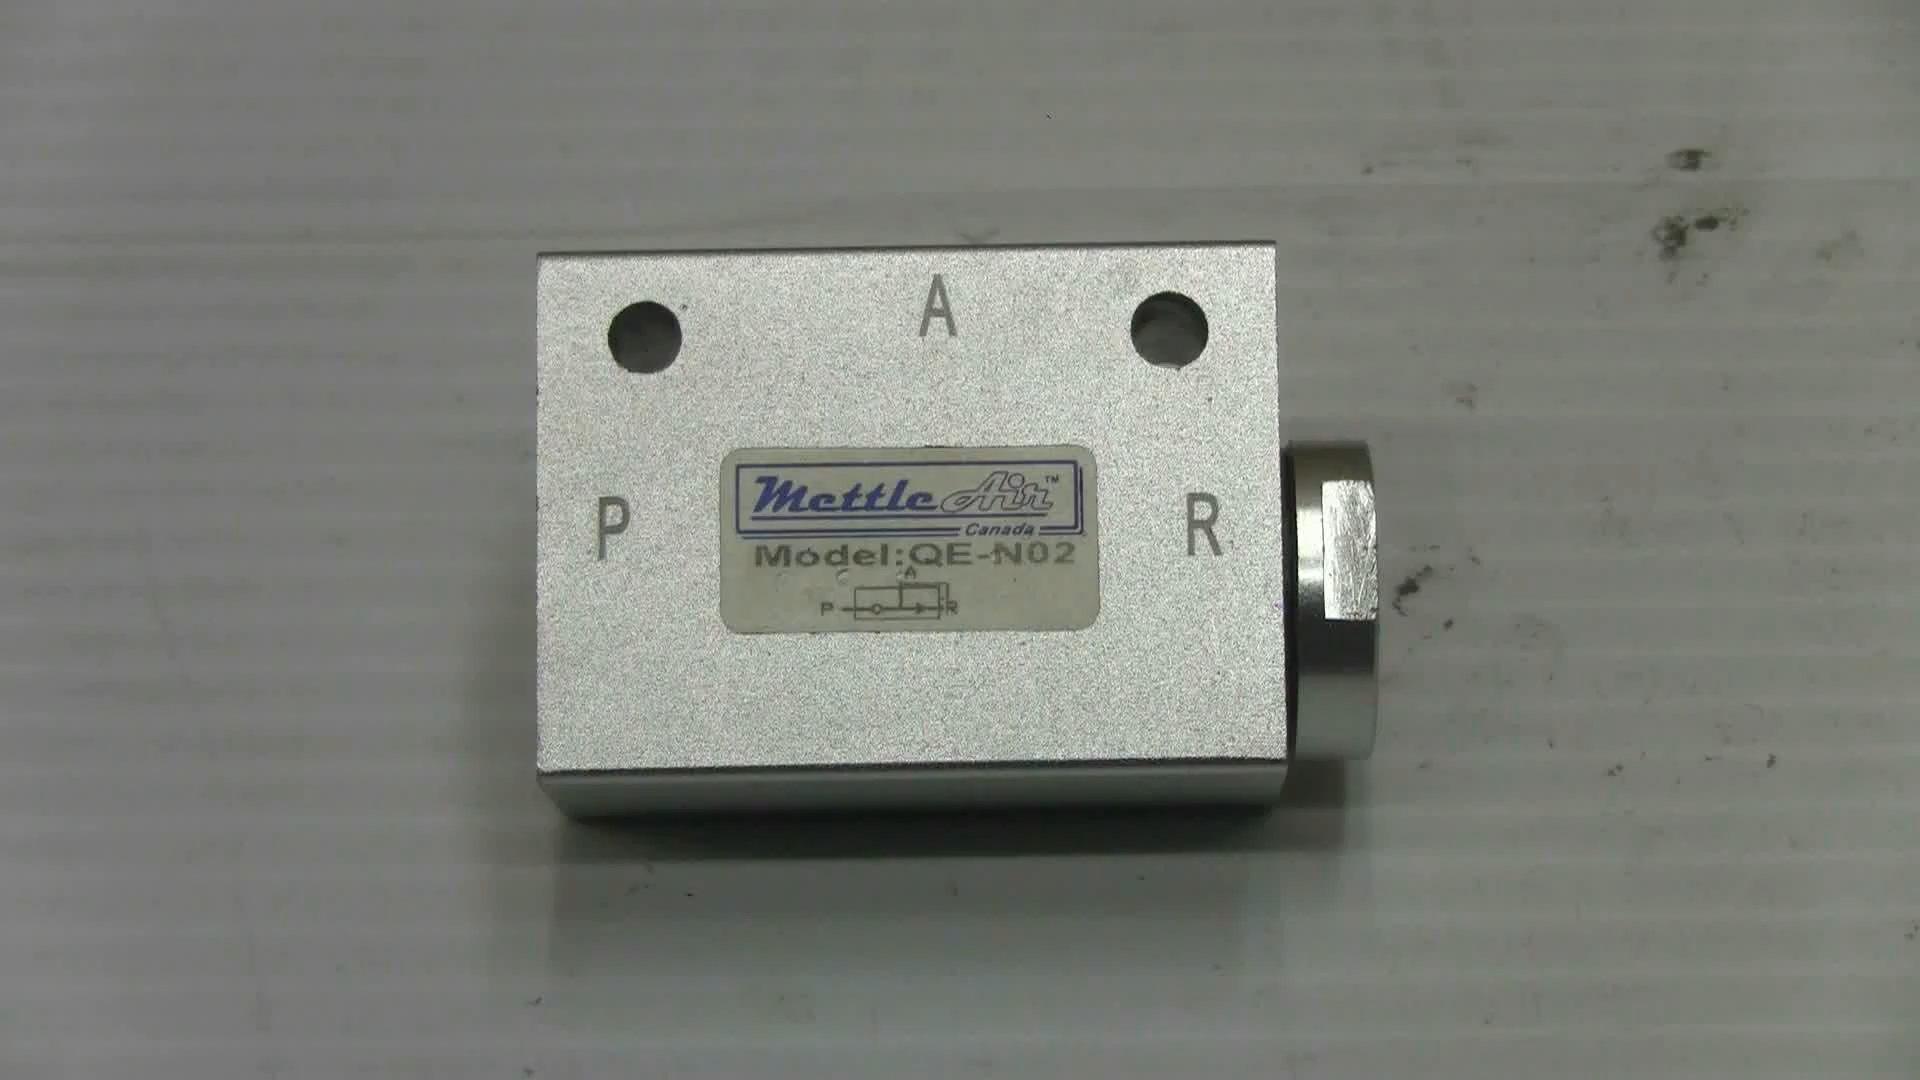 A
P
Mettle Air™
Canada
R
Model:QE-N02
A
P R